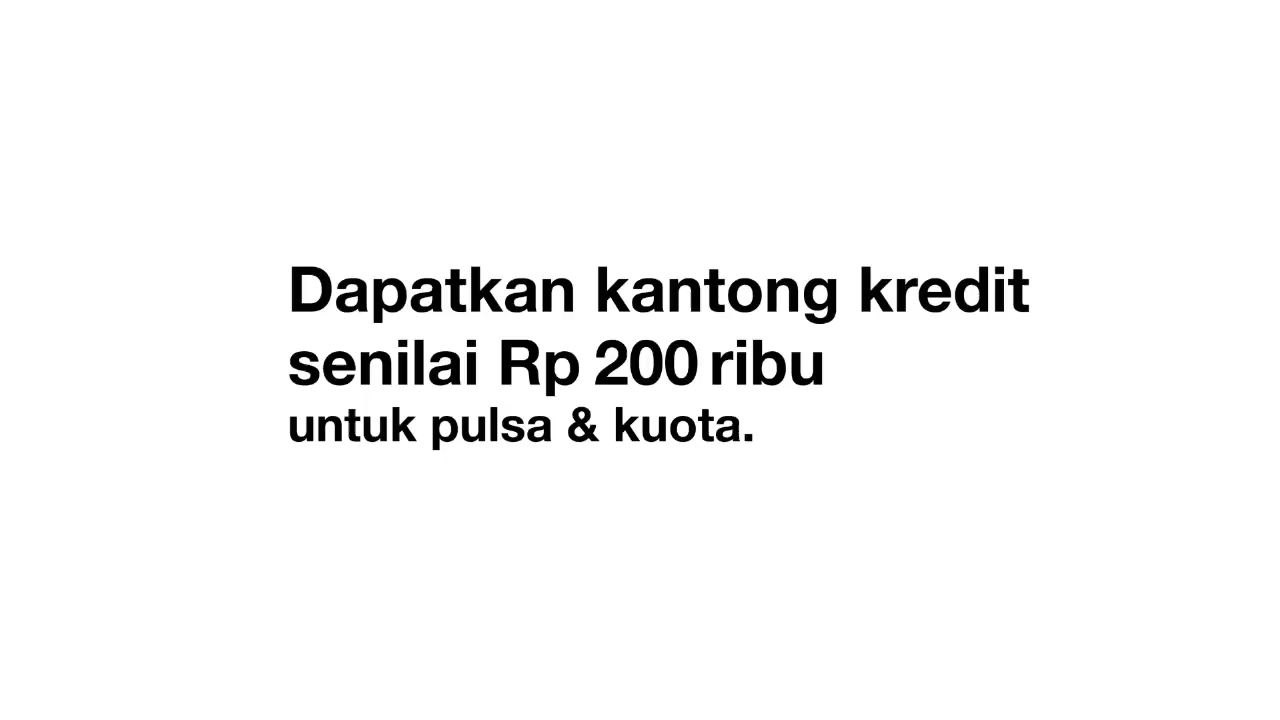 Dapatkan kantong kredit
senilai Rp 200 ribu
untuk pulsa & kuota.